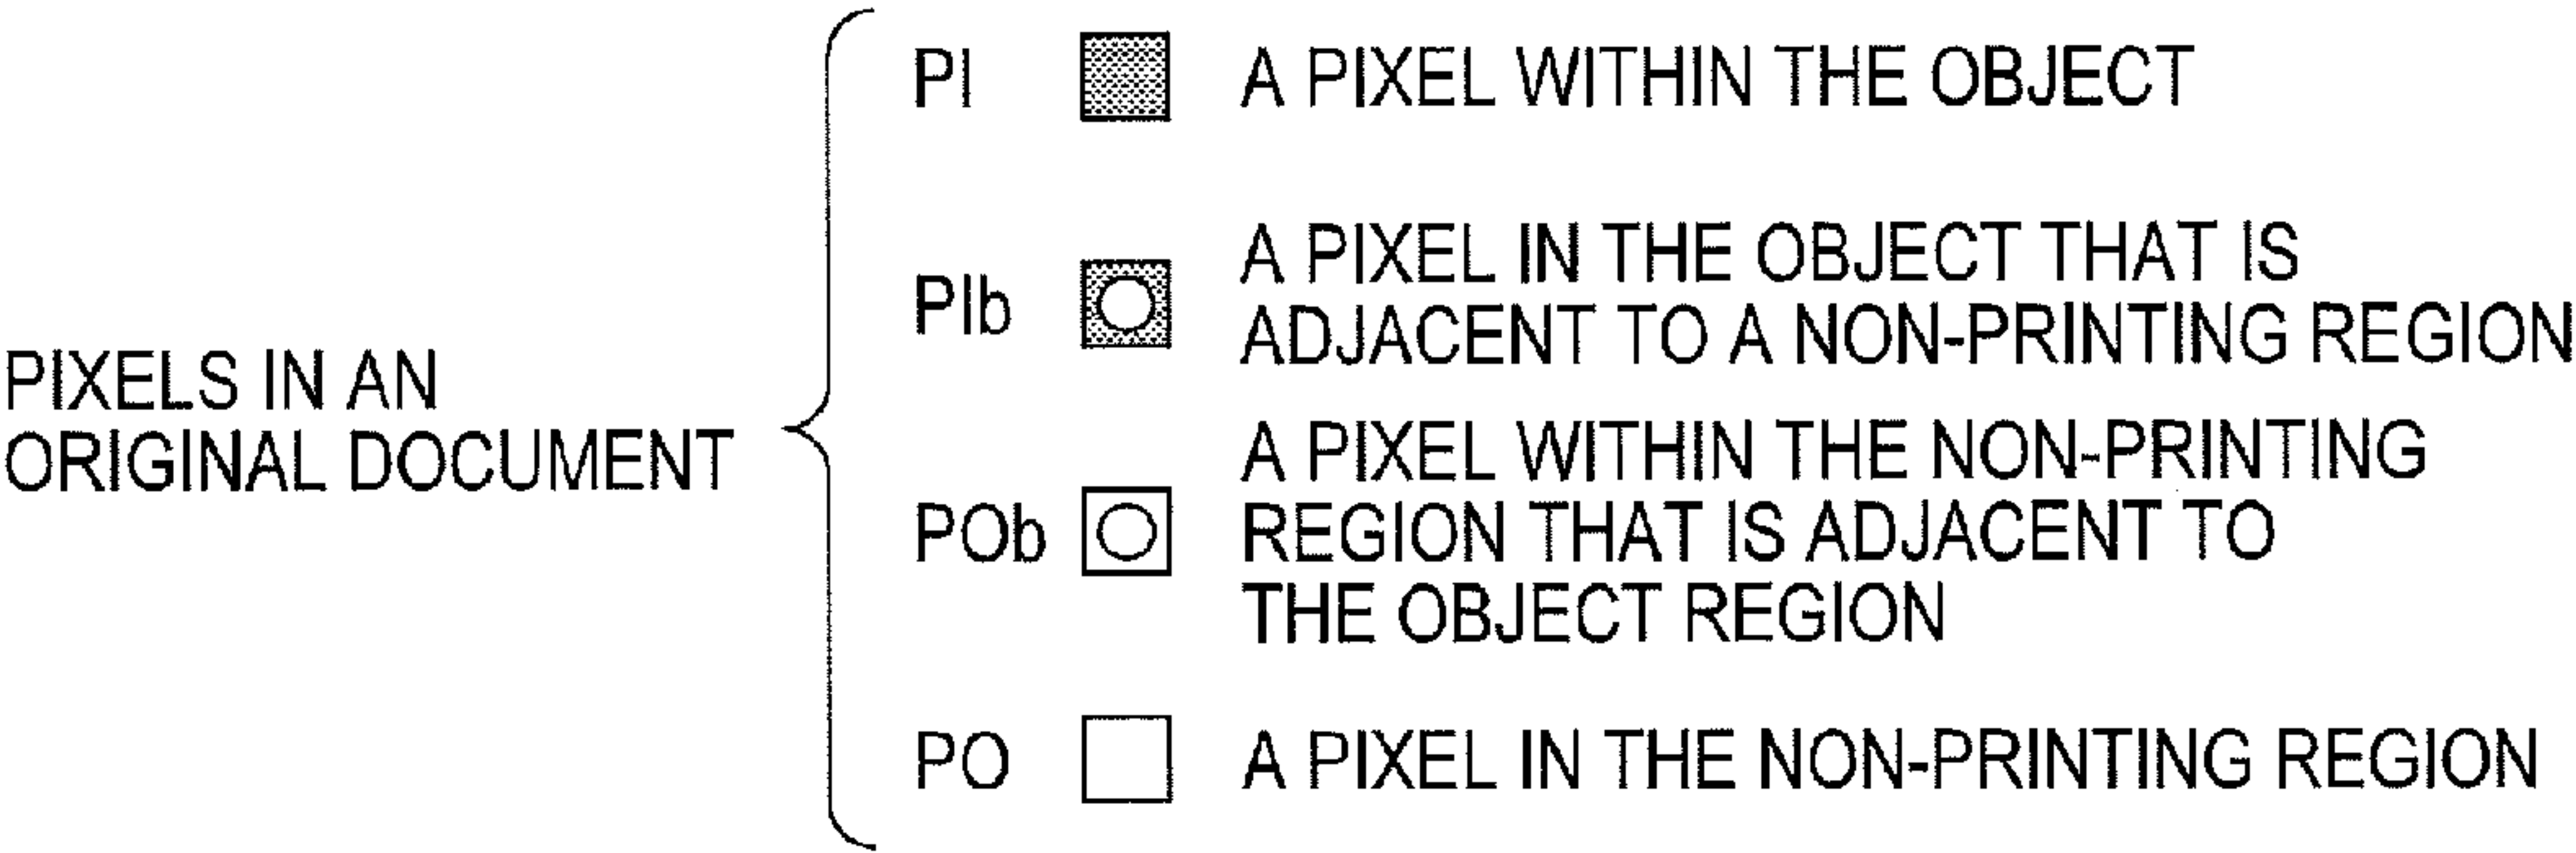 PIXELS IN AN
ORIGINAL DOCUMENT
PI A PIXEL WITHIN THE OBJECT
PIb A PIXEL IN THE OBJECT THAT IS
ADJACENT TO A NON-PRINTING REGION
A PIXEL WITHIN THE NON-PRINTING
POb REGION THAT IS ADJACENT TO
THE OBJECT REGION
PO A PIXEL IN THE NON-PRINTING REGION